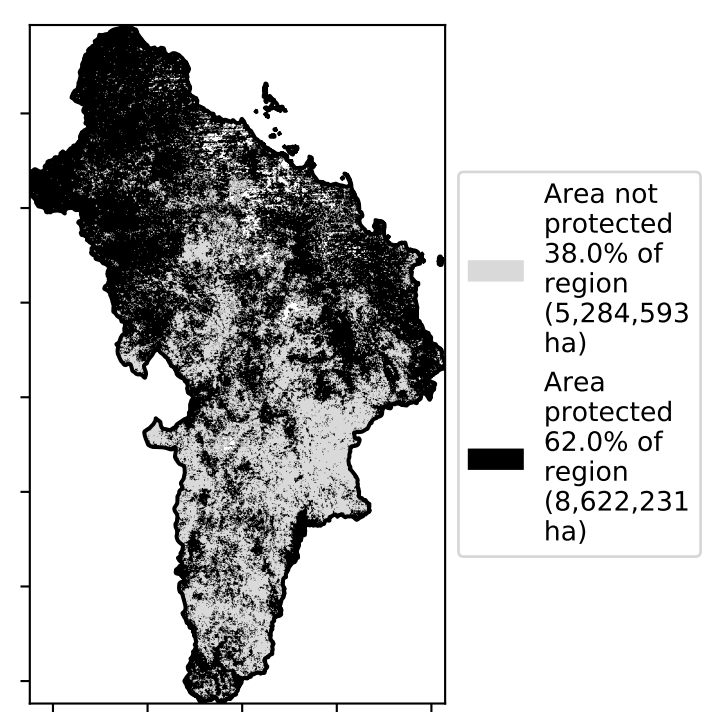 Area not
protected
38.0% of
region
(5,284,593
ha)
Area
protected
62.0% of
region
(8,622,231
ha)